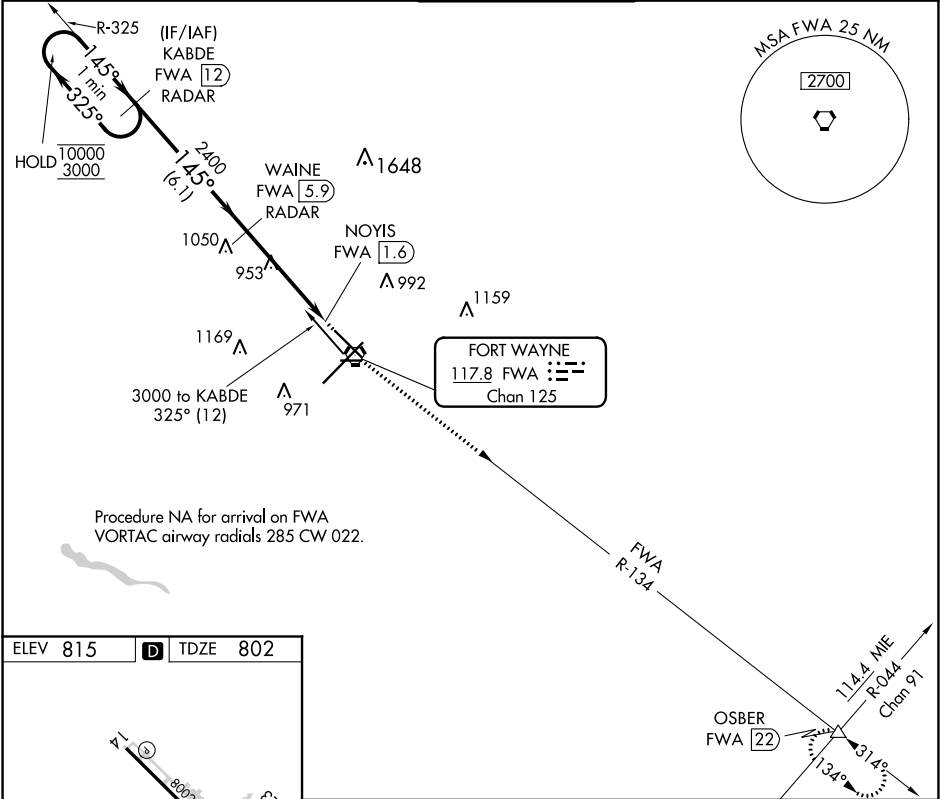 R-325
(IF/IAF)
KABDE
FWA 12
RADAR
145°
1 min
325°
HOLD 10000
3000
2400
145°
(6.1)
WAINE
FWA 5.9
RADAR
1648
MSA FWA 25 NM
2700
1050
953
NOYIS
FWA 1.6
992
1159
1169
3000 to KABDE
325° (12)
971
FORT WAYNE
117.8 FWA
Chan 125
Procedure NA for arrival on FWA
VORTAC airway radials 285 CW 022.
FWA
R-134
114.4 MIE
R-044
Chan 91
OSBER
FWA 22
314°
134°
ELEV 815
D
TDZE 802
14
P